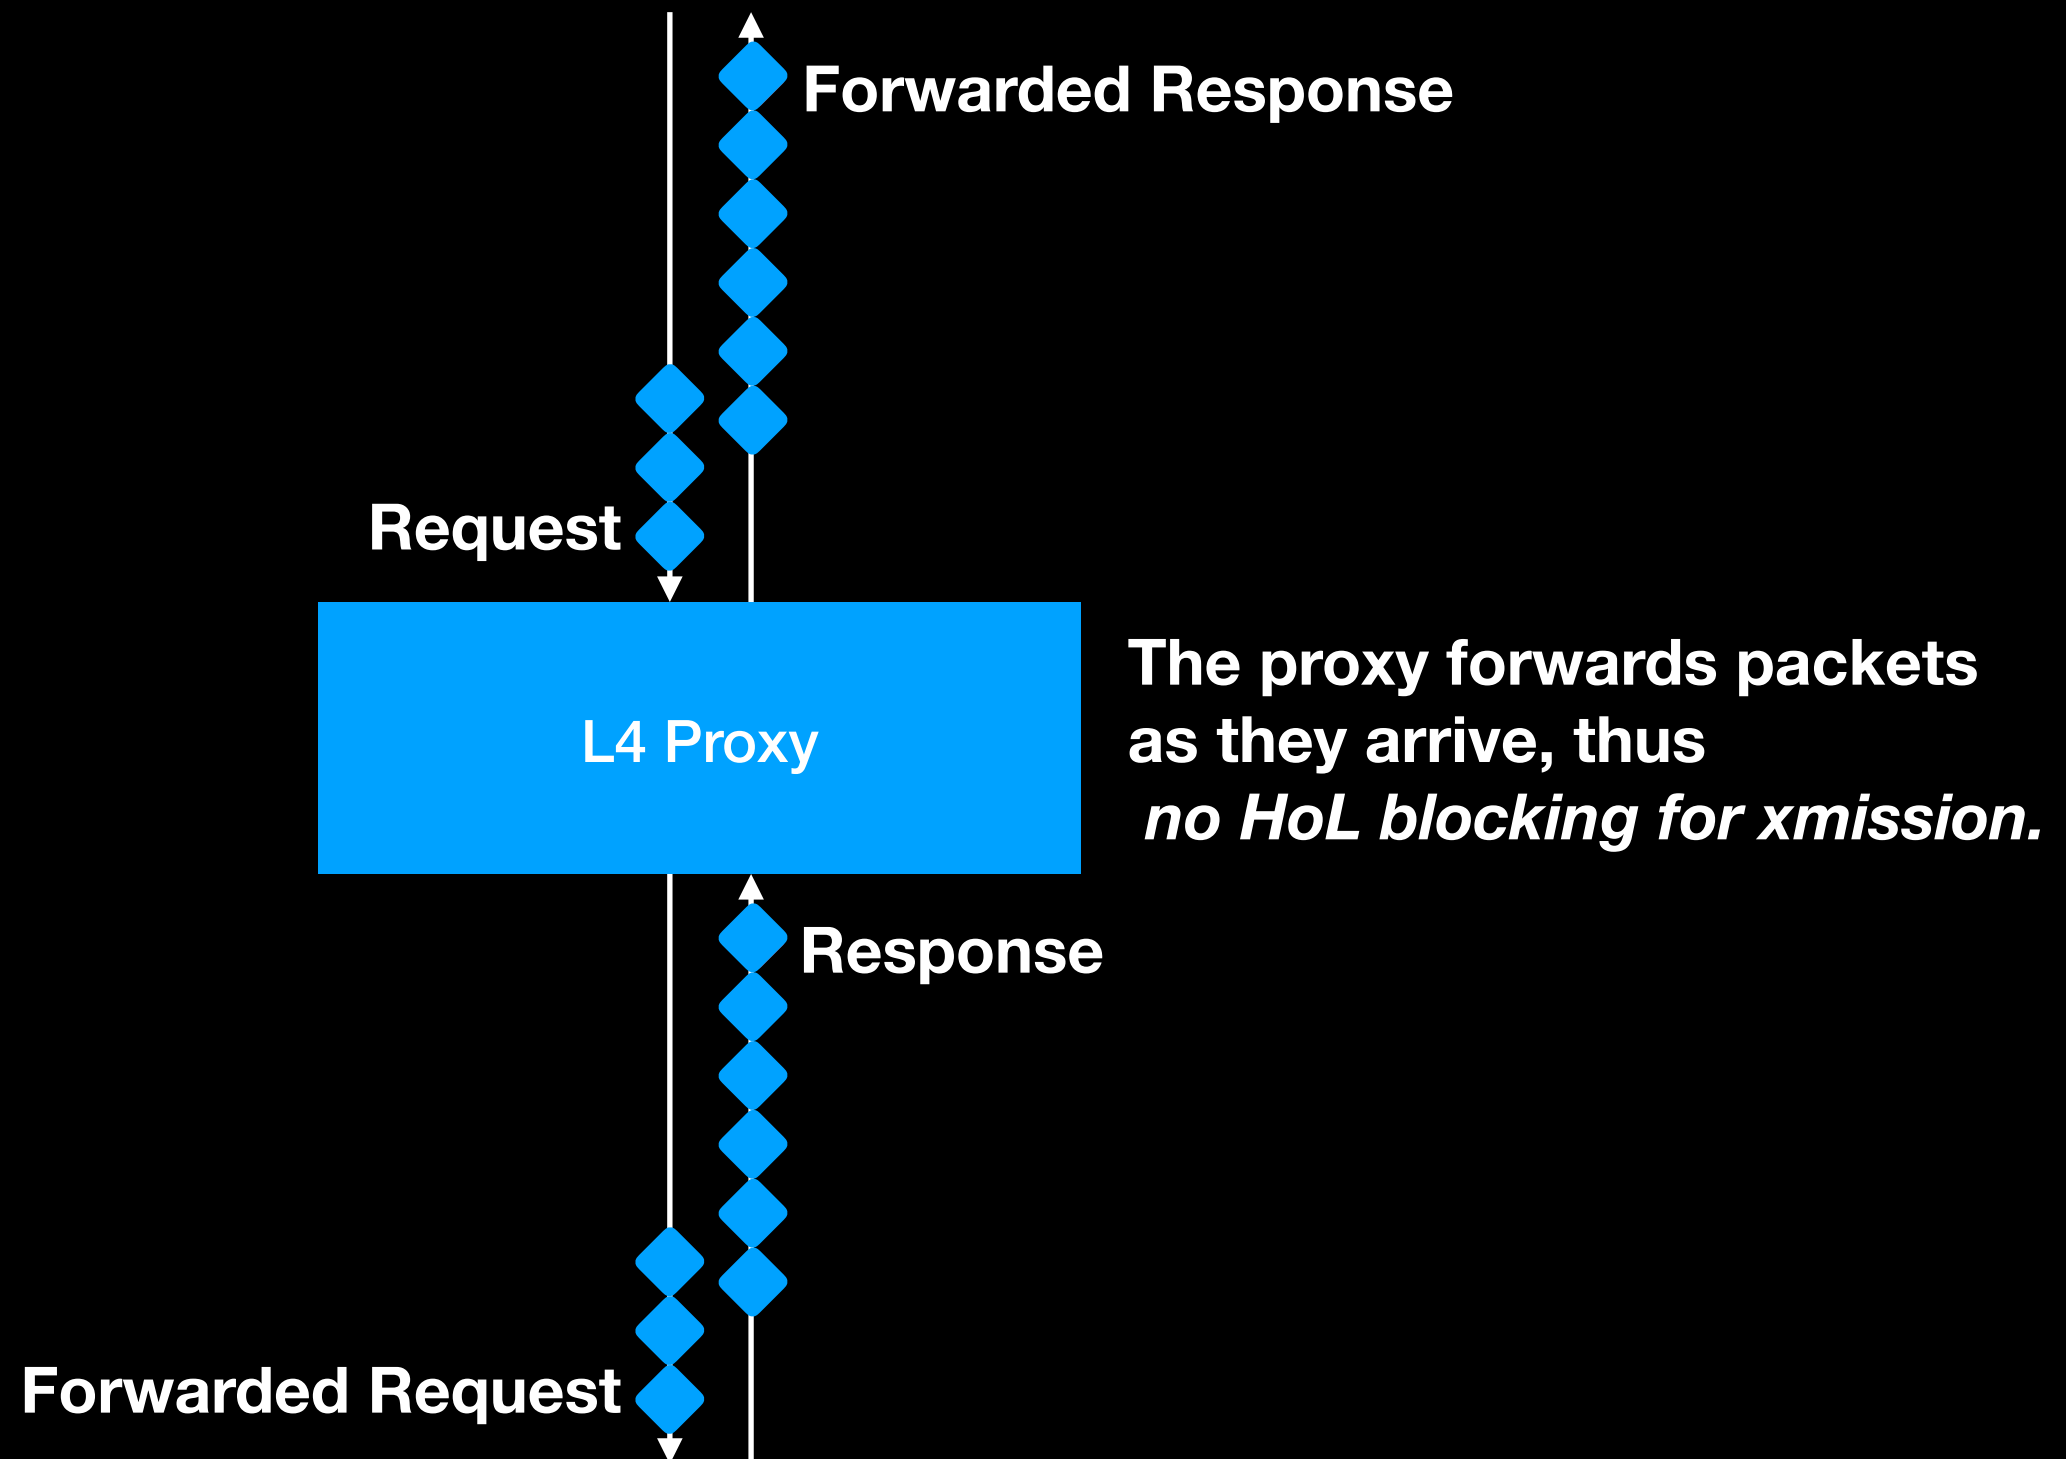 Forwarded Response
Request
L4 Proxy
The proxy forwards packets
as they arrive, thus
no HoL blocking for xmission.
Response
Forwarded Request